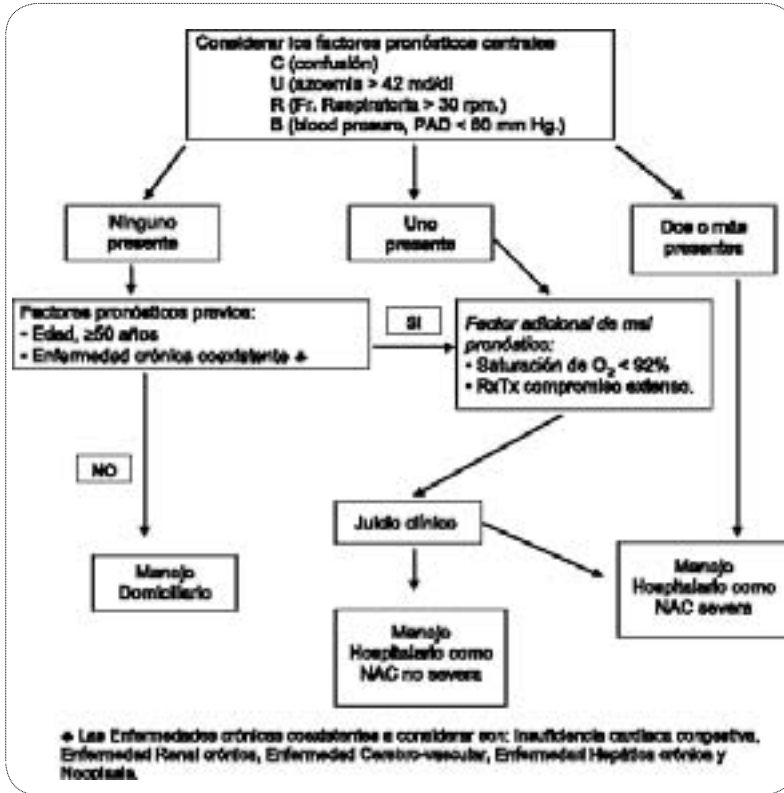 Considerar los factores pronósticos centrales
C (confusión)
U (azoemia > 42 md/dl
R (Fr. Respiratoria > 30 rpm.)
B (blood pressure, PAD < 60 mm Hg.)
Ninguno
presente
Uno
presente
Dos o más
presentes
Factores pronósticos previos:
- Edad, ≥50 años
- Enfermedad crónica coexistente +
SI
Factor adicional de mal
pronóstico:
• Saturación de O₂ < 92%
• RxTx compromiso extenso.
NO
Juicio clínico
Manejo
Domiciliario
Manejo
Hospitalario como
NAC no severa
Manejo
Hospitalario como
NAC severa
+ Las Enfermedades crónicas coexistentes a considerar son: Insuficiencia cardiaca congestiva,
Enfermedad Renal crónica, Enfermedad Cerebro-vascular, Enfermedad Hepática crónica y
Neoplasia.